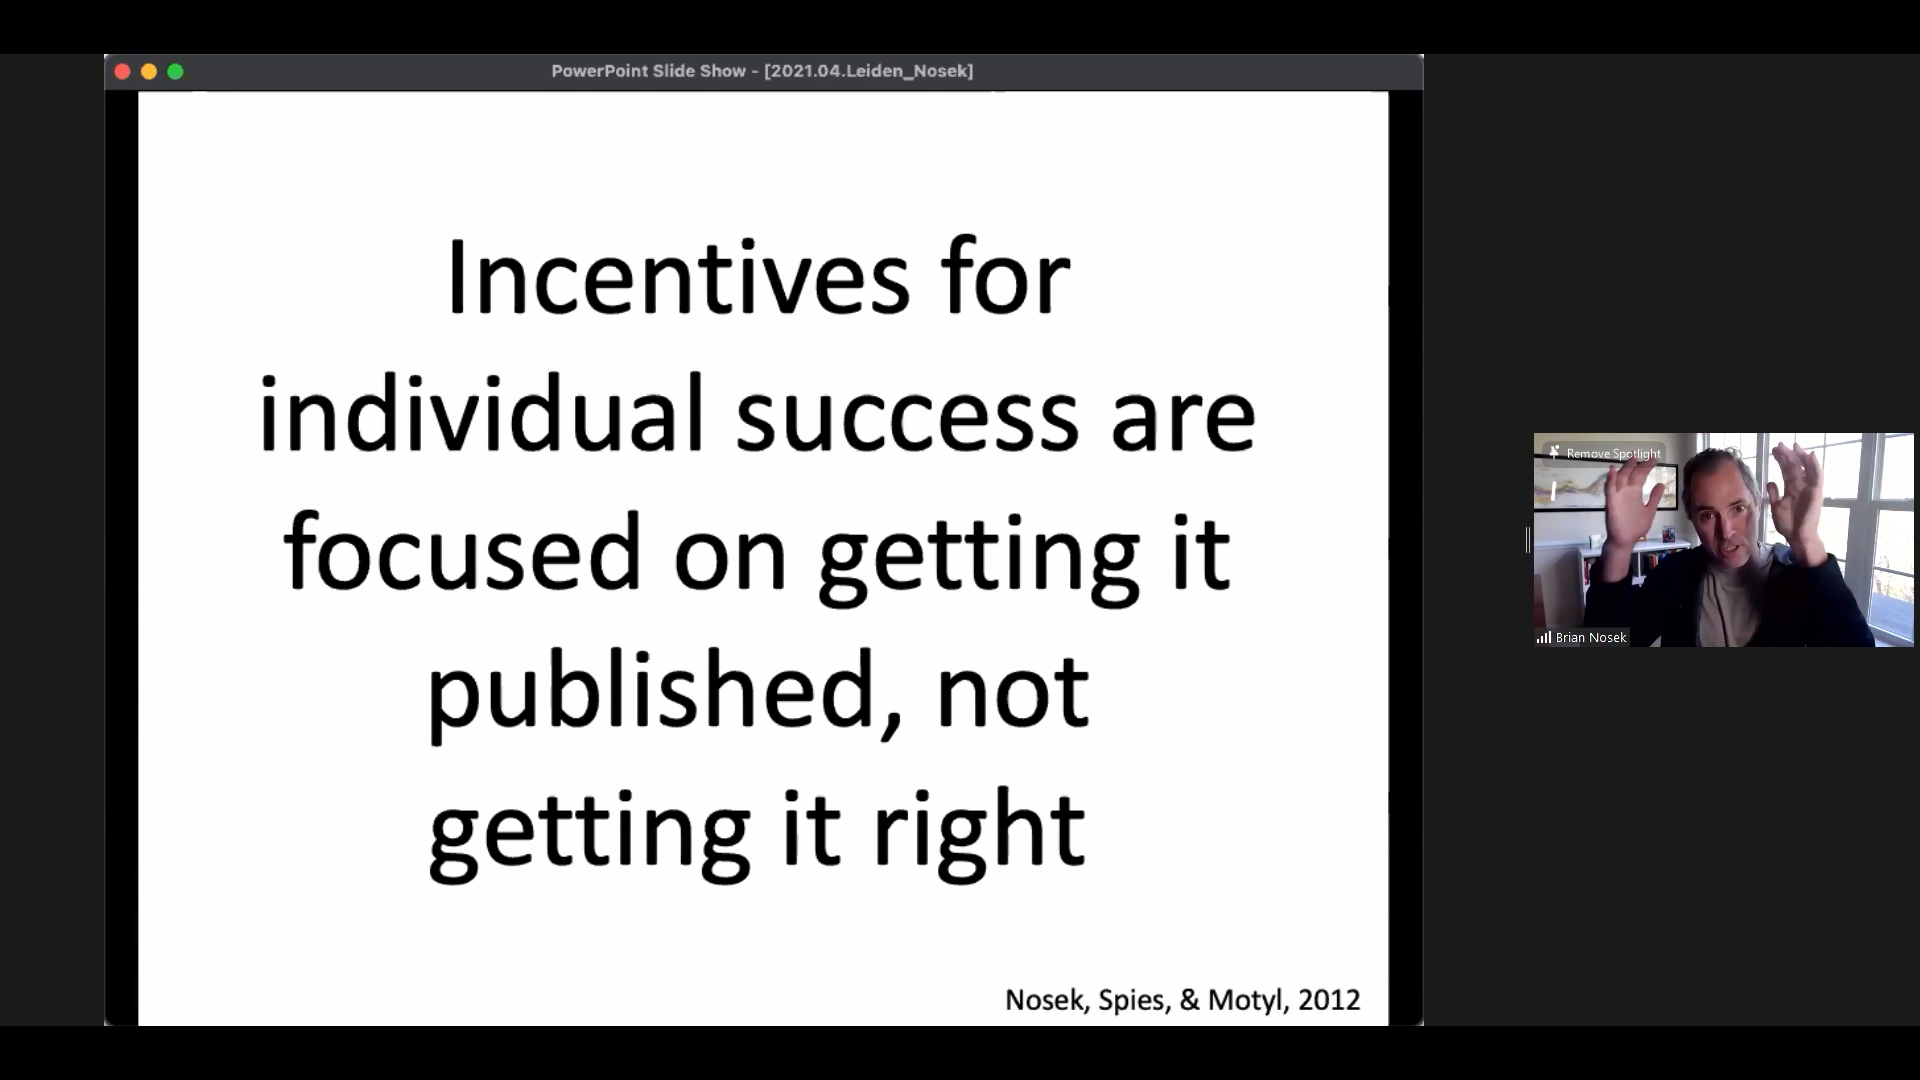 PowerPoint Slide Show - [2021.04.Leiden_Nosek]
Incentives for
individual success are
focused on getting it
published, not
getting it right
Nosek, Spies, & Motyl, 2012
Remove Spotlight
Brian Nosek